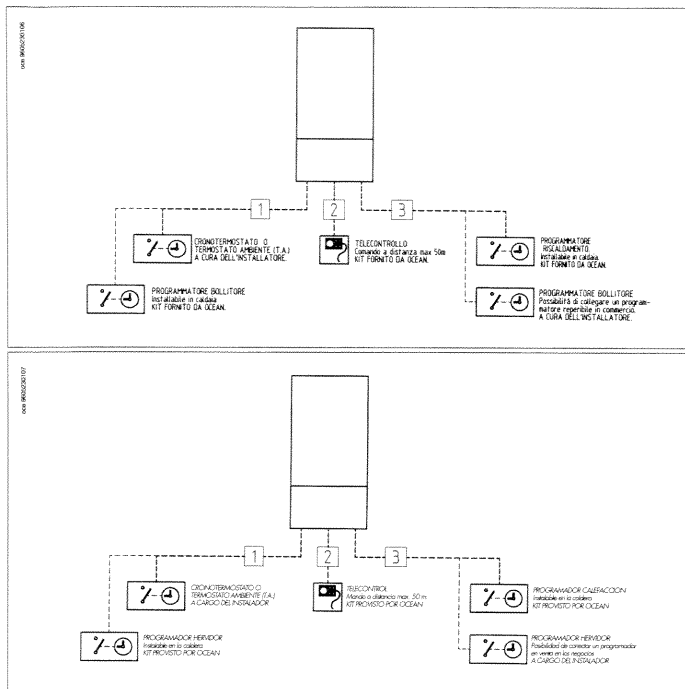 oce 9605230106
1
2
3
CRONOTERMOSTATO O
TERMOSTATO AMBIENTE (T.A.)
A CURA DELL'INSTALLATORE.
TELECONTROLLO
Comando a distanza max 50m
KIT FORNITO DA OCEAN.
PROGRAMMATORE
RISCALDAMENTO.
Installabile in caldaia.
KIT FORNITO DA OCEAN.
PROGRAMMATORE BOLLITORE
Installabile in caldaia
KIT FORNITO DA OCEAN.
PROGRAMMATORE BOLLITORE
Possibilità di collegare un program-
matore reperibile in commercio.
A CURA DELL'INSTALLATORE.
oce 9605230107
1
2
3
CRONOTERMOSTATO O
TERMOSTATO AMBIENTE (T.A.)
A CARGO DEL INSTALADOR
TELECONTROL
Mando a distancia max. 50 m
KIT PROVISTO POR OCEAN
PROGRAMADOR CALEFACCION
Instalable en la caldera
KIT PROVISTO POR OCEAN
PROGRAMADOR HERVIDOR
Instalable en la caldera
KIT PROVISTO POR OCEAN
PROGRAMADOR HERVIDOR
Posibilidad de conectar un programador
en venta en los negocios
A CARGO DEL INSTALADOR